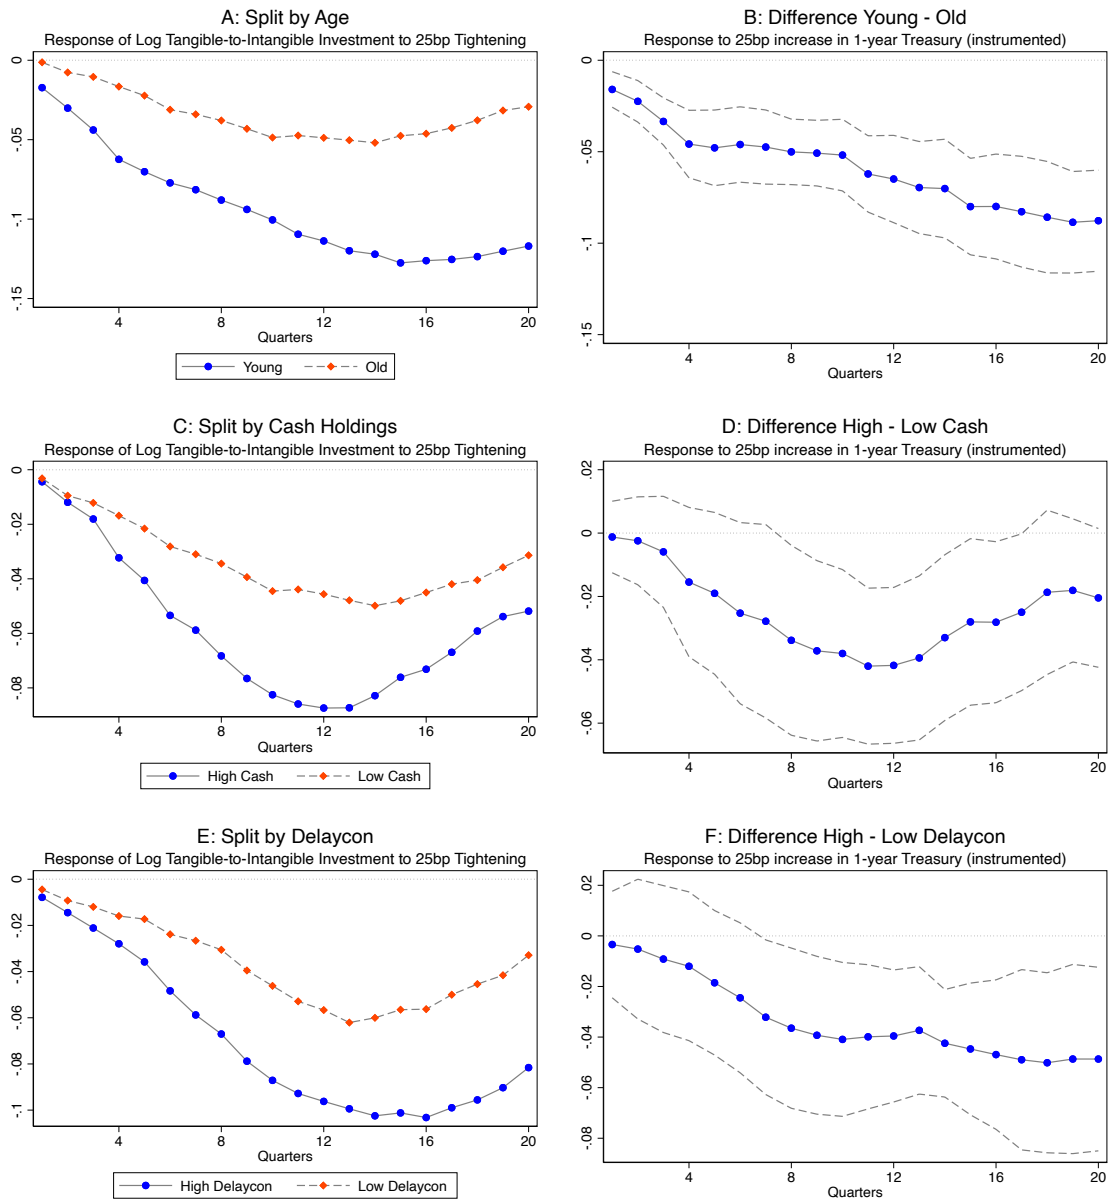 A: Split by Age
Response of Log Tangible-to-Intangible Investment to 25bp Tightening
0
-.05
-.1
-.15
4 8 12 16 20
Quarters
Young Old
B: Difference Young - Old
Response to 25bp increase in 1-year Treasury (instrumented)
0
-.05
-.1
-.15
4 8 12 16 20
Quarters
C: Split by Cash Holdings
Response of Log Tangible-to-Intangible Investment to 25bp Tightening
0
-.02
-.04
-.06
-.08
4 8 12 16 20
Quarters
High Cash Low Cash
D: Difference High - Low Cash
Response to 25bp increase in 1-year Treasury (instrumented)
.02
0
-.02
-.04
-.06
4 8 12 16 20
Quarters
E: Split by Delaycon
Response of Log Tangible-to-Intangible Investment to 25bp Tightening
0
-.02
-.04
-.06
-.08
-.1
4 8 12 16 20
Quarters
High Delaycon Low Delaycon
F: Difference High - Low Delaycon
Response to 25bp increase in 1-year Treasury (instrumented)
.02
0
-.02
-.04
-.06
-.08
4 8 12 16 20
Quarters